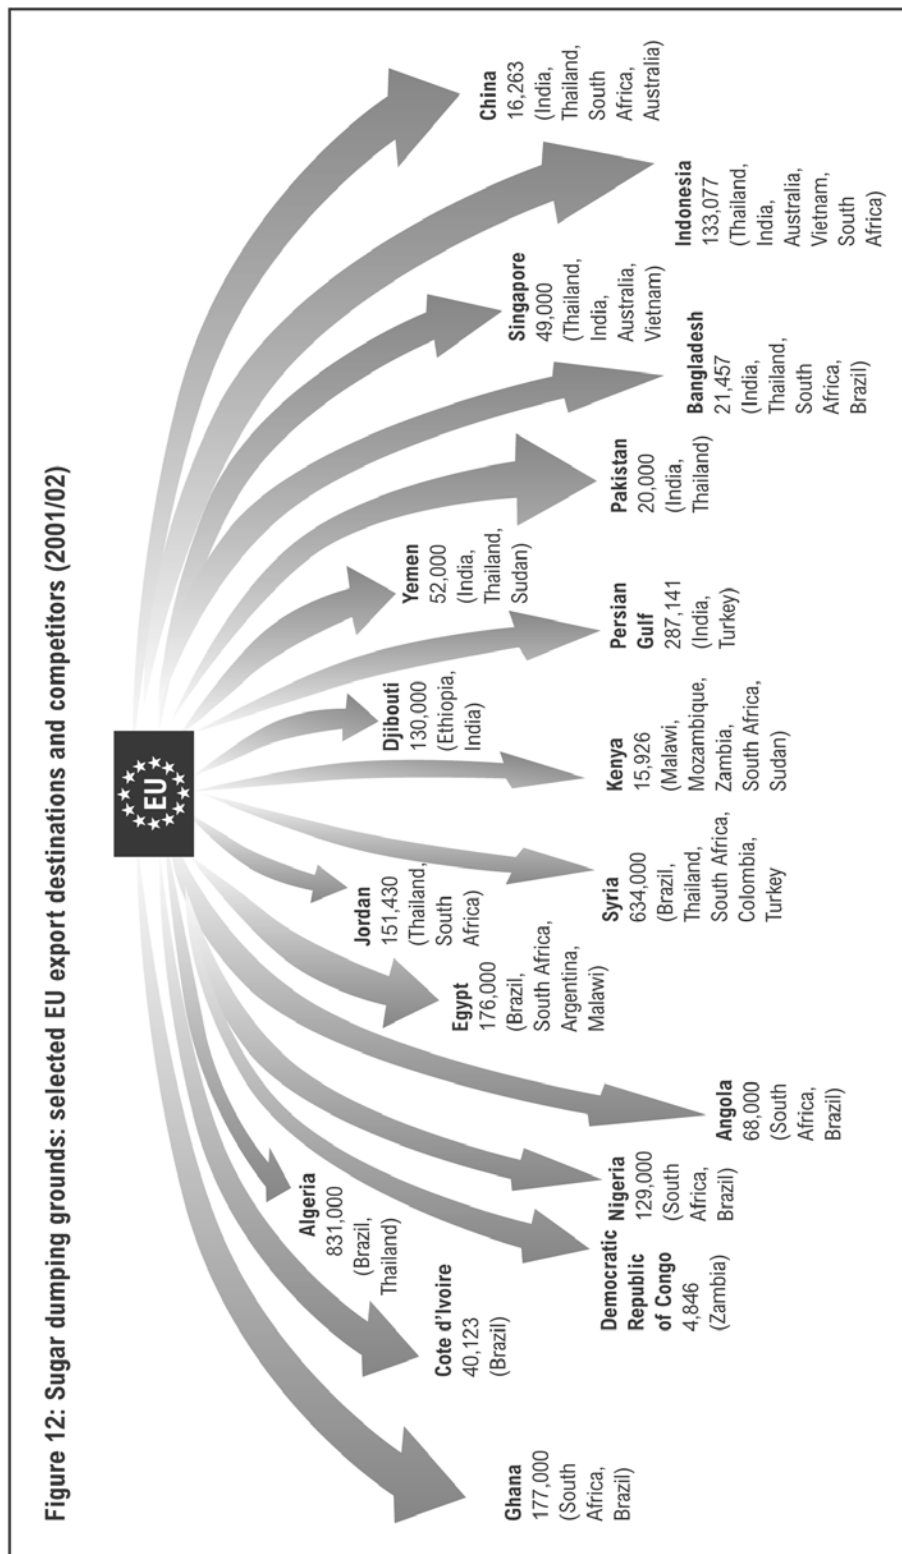 Figure 12: Sugar dumping grounds: selected EU export destinations and competitors (2001/02)
EU
Ghana
177,000
(South
Africa,
Brazil)
Cote d'Ivoire
40,123
(Brazil)
Algeria
831,000
(Brazil,
Thailand)
Democratic
Republic
of Congo
4,846
(Zambia)
Nigeria
129,000
(South
Africa,
Brazil)
Angola
68,000
(South
Africa,
Brazil)
Egypt
176,000
(Brazil,
South Africa,
Argentina,
Malawi)
Jordan
151,430
(Thailand,
South
Africa)
Syria
634,000
(Brazil,
Thailand,
South Africa,
Colombia,
Turkey
Kenya
15,926
(Malawi,
Mozambique,
Zambia,
South Africa,
Sudan)
Djibouti
130,000
(Ethiopia,
India)
Persian
Gulf
287,141
(India,
Turkey)
Yemen
52,000
(India,
Thailand,
Sudan)
Pakistan
20,000
(India,
Thailand)
Bangladesh
21,457
(India,
Thailand,
South
Africa,
Brazil)
Singapore
49,000
(Thailand,
India,
Australia,
Vietnam)
Indonesia
133,077
(Thailand,
India,
Australia,
Vietnam,
South
Africa)
China
16,263
(India,
Thailand,
South
Africa,
Australia)